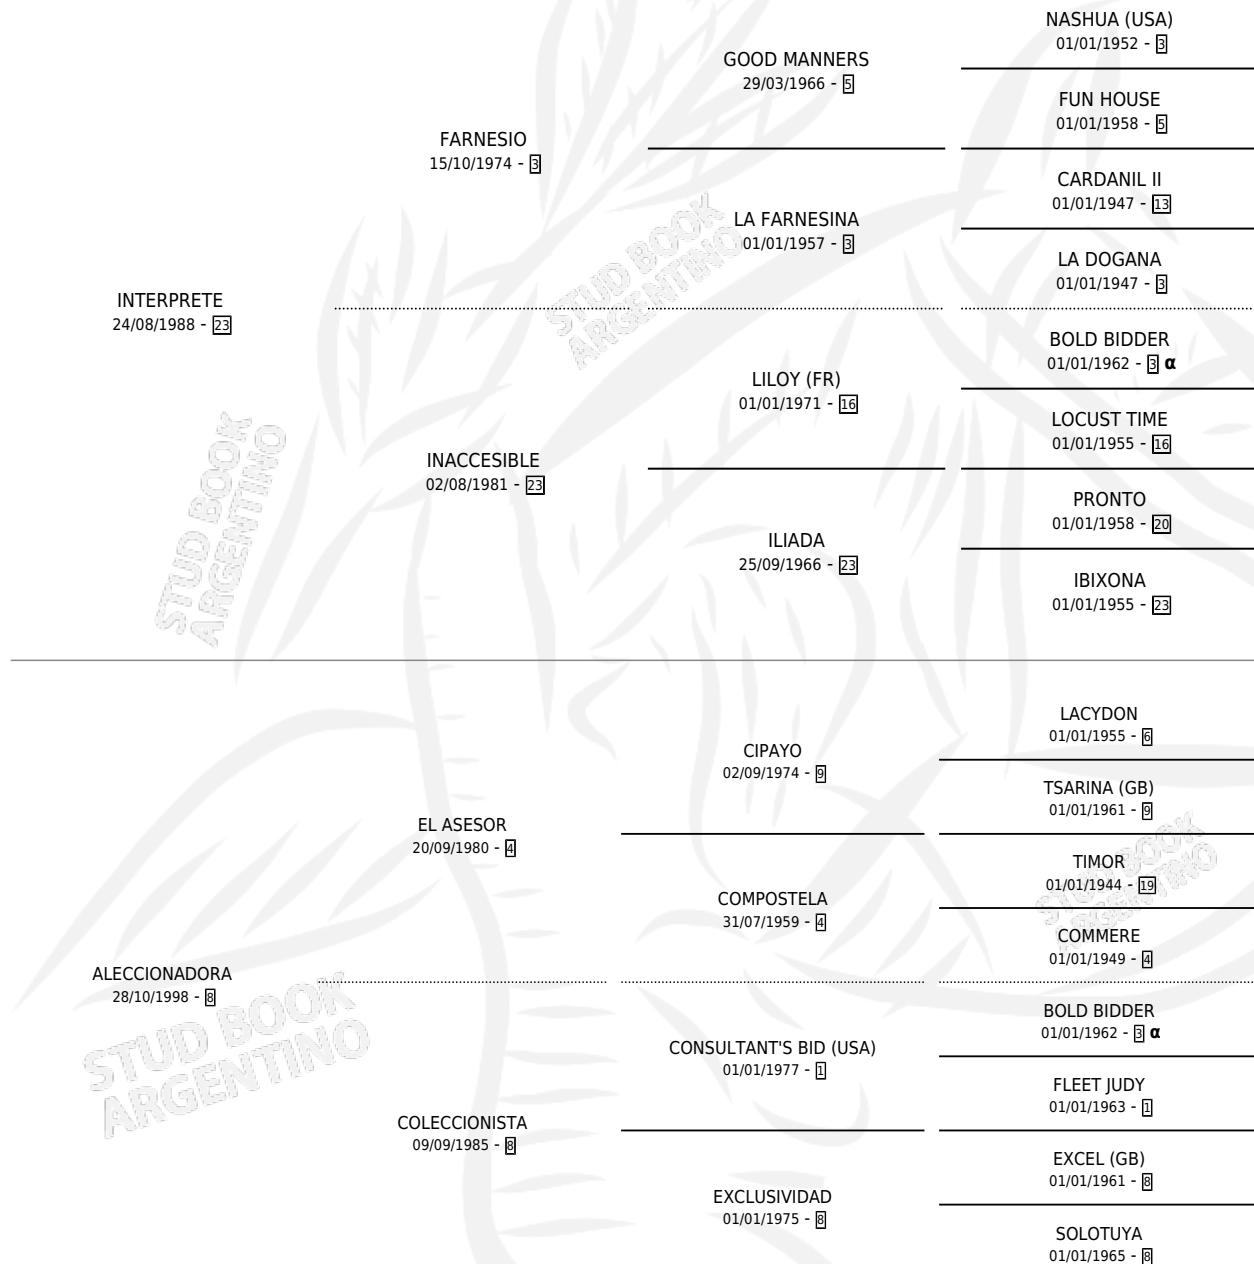 NASHUA (USA)
01/01/1952 - 3
GOOD MANNERS
29/03/1966 - 5
FUN HOUSE
01/01/1958 - 5
FARNESIO
15/10/1974 - 3
CARDANIL II
01/01/1947 - 13
LA FARNESINA
01/01/1957 - 3
LA DOGANA
01/01/1947 - 3
INTERPRETE
24/08/1988 - 23
BOLD BIDDER
01/01/1962 - 3 α
LILOY (FR)
01/01/1971 - 16
LOCUST TIME
01/01/1955 - 16
INACCESIBLE
02/08/1981 - 23
PRONTO
01/01/1958 - 20
ILIADA
25/09/1966 - 23
IBIXONA
01/01/1955 - 23
LACYDON
01/01/1955 - 6
CIPAYO
02/09/1974 - 9
TSARINA (GB)
01/01/1961 - 9
EL ASESOR
20/09/1980 - 4
TIMOR
01/01/1944 - 19
COMPOSTELA
31/07/1959 - 4
COMMERE
01/01/1949 - 4
ALECCIONADORA
28/10/1998 - 8
BOLD BIDDER
01/01/1962 - 3 α
CONSULTANT'S BID (USA)
01/01/1977 - 1
FLEET JUDY
01/01/1963 - 1
COLECCIONISTA
09/09/1985 - 8
EXCEL (GB)
01/01/1961 - 8
EXCLUSIVIDAD
01/01/1975 - 8
SOLOTUYA
01/01/1965 - 8
STUD BOOK
ARGENTINO
STUD BOOK
ARGENTINO
STUD BOOK
ARGENTINO
STUD BOOK
ARGENTINO